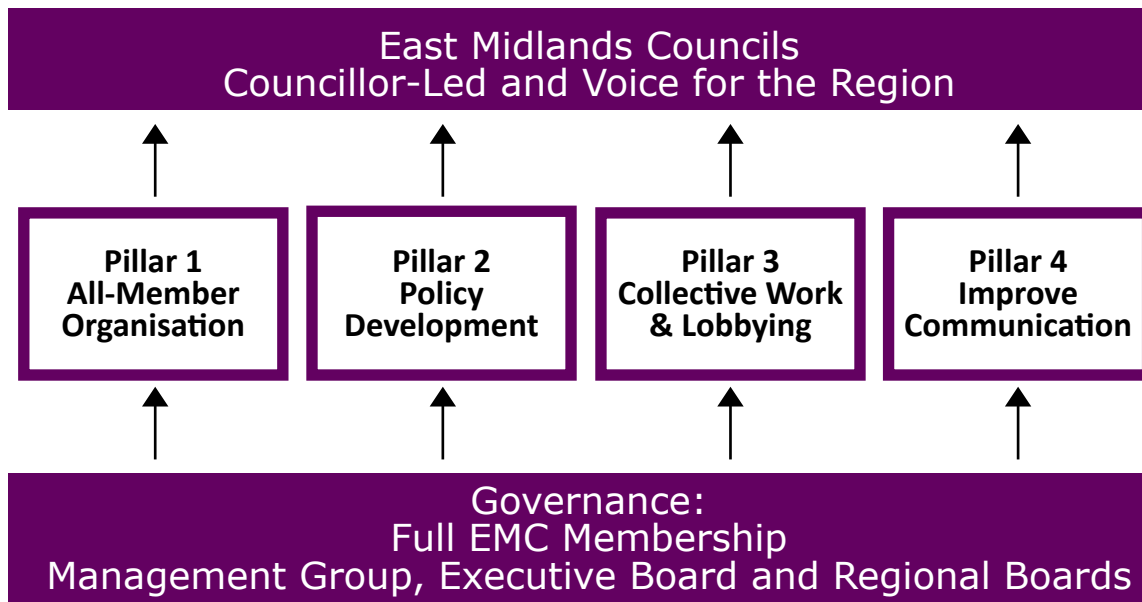 East Midlands Councils
Councillor-Led and Voice for the Region
Pillar 1
All-Member
Organisation
Pillar 2
Policy
Development
Pillar 3
Collective Work
& Lobbying
Pillar 4
Improve
Communication
Governance:
Full EMC Membership
Management Group, Executive Board and Regional Boards